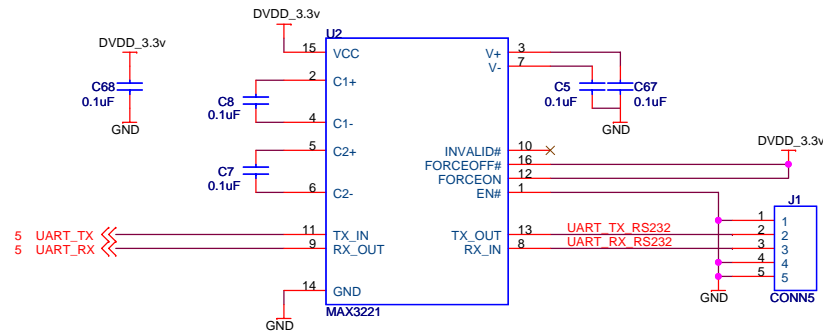 DVDD_3.3v
U2
DVDD_3.3v
15 VCC
V+ 3
V- 7
2 C1+
C68
0.1uF
C8
0.1uF
C5
0.1uF
C67
0.1uF
4 C1-
GND
GND
5 C2+
INVALID# 10
DVDD_3.3v
FORCEOFF# 16
C7
0.1uF
FORCEON 12
6 C2-
EN# 1
J1
1 1
5 UART_TX
11 TX_IN
TX_OUT 13
UART_TX_RS232
2 2
5 UART_RX
9 RX_OUT
RX_IN 8
UART_RX_RS232
3 3
4 4
5 5
14 GND
GND
CONN5
MAX3221
GND